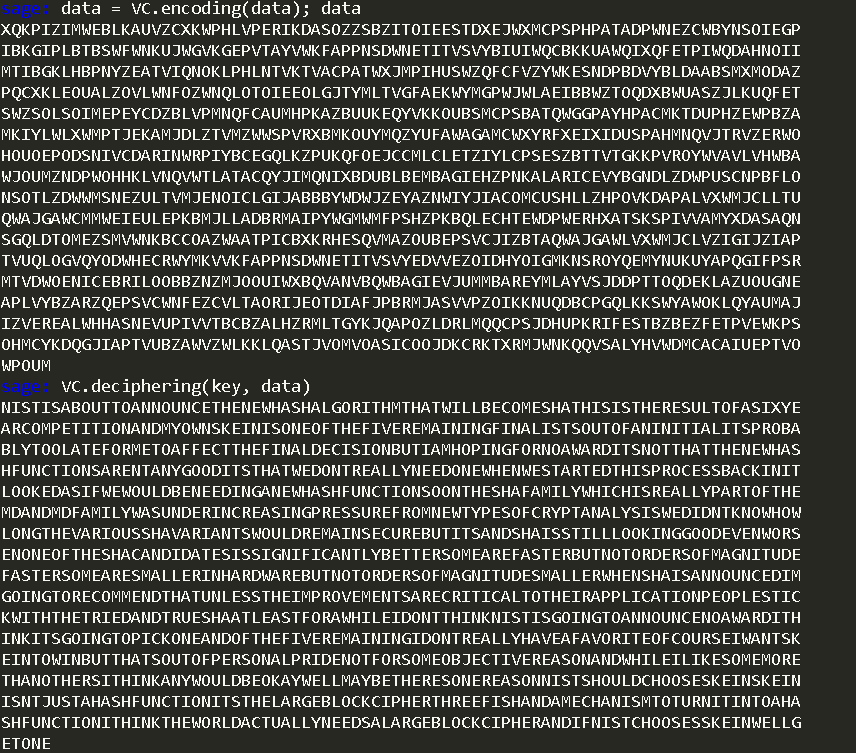 sage: data = VC.encoding(data); data
XQKPIZIMWEBLKAUVZCXKWPHLVPERIKDASOZZSBZITOIEESTDXEJWXMCPSPHPATADPWNEZCWBYNSOIEGP
IBKGIPLBTBSWFWNKUJWGVKGEPVTAYVWKFAPPNSDWNETITVSVYBIUIWQCBKKUAWQIXQFETPIWQDAHNOII
MTIBGKLHBPNYZEATVIQNOKLPHLNTVKTVACPATWXJMPIHUSWZQFCFVZYWKESNDPBDVYBLDAABSMXMODAZ
PQCXKLEOUALZOVLWNFOZWNQLOTOIEEOLGJTYMLTVGFAEKWYMGPWJWLAEIBBWZTOQDXBWUASZJLKUQFET
SWZSOLSOIMEPEYCDZBLVPMNQFCAUMHPKAZBUUKEQYVKKOUBSMCPSBATQWGGPAYHPACMKTDUPHZEWPBZA
MKIYLWLXWMPTJEKAMJDLZTVMZWWSPVRXBMKOUYMQZYUFAWAGAMCWXYRFXEIXIDUSPAHMNQVJTRVZERWO
HOUOEPODSNIVCDARINWRPIYBCEGQLKZPUKQFOEJCCMLCLETZIYLCPSESZBTTVTGKKPVROYWVAVLVHWBA
WJOUMZNDPWOHHKLVNQVWTLATACQYJIMQNIXBDUBLBEMBAGIEHZPNKALARICEVYBGNDLZDWPUSCNPBFLO
NSOTLZDWWMSNEZULTVMJENOICLGIJABBBYWDWJZEYAZNWIYJIACOMCUSHLLZHPOVKDAPALVXWMJCLLTU
QWAJGAWCMMWEIEULEPKBMJLLADBRMAIPYWGMWMFPSHZPKBQLECHTEWDPWERHXATSKSPIVVAMYXDASAQN
SGQLDTOMEZSMVWNKBCCOAZWAATPICBXKRHESQVMAZOUBEPSVCJIZBTAQWAJGAWLVXWMJCLVZIGIJZIAP
TVUQLOGVQYODWHECRWYMKVVKFAPPNSDWNETITVSVYEDVVEZOIDHYOIGMKNSROYQEMYNUKUYAPQGIFPSR
MTVDWOENICEBRILOOBBZNZMJOOUIWXBQVANVBQWBAGIEVJUMMBAREYMLAYVSJDDPTTOQDEKLAZUOUGNE
APLVYBZARZQEPSVCWNFEZCVLTAORIJEOTDIAFJPBRMJASVVPZOIKKNUQDBCPGQLKKSWYAWOKLQYAUMAJ
IZVEREALWHHASNEVUPIVVTBCBZALHZRMLTGYKJQAPOZLDRLMQQCPSJDHUPKRIFESTBZBEZFETPVEWKPS
OHMCYKDQGJIAPTVUBZAWVZWLKKLQASTJVOMVOASICOOJDKCRKTXRMJWNKQQVSALYHVWDMCACAIUEPTVO
WPOUM
sage: VC.deciphering(key, data)
NISTISABOUTTOANNOUNCETHENEWHASHALGORITHMTHATWILLBECOMESHATHISISTHERESULTOFASIXYE
ARCOMPETITIONANDMYOWNSKEINISONEOFTHEFIVEREMAININGFINALISTSOUTOFANINITIALITSPROBA
BLYTOOLATEFORMETOAFFECTTHEFINALDECISIONBUTIAMHOPINGFORNOAWARDITSNOTTHATTHENEWHAS
HFUNCTIONSARENTANYGOODITSTHATWEDONTREALLYNEEDONEWHENWESTARTEDTHISPROCESSBACKINIT
LOOKEDASIFWEWOULDBENEEDINGANEWHASHFUNCTIONSOONTHESHAFAMILYWHICHISREALLYPARTOFTHE
MDANDMDFAMILYWASUNDERINCREASINGPRESSUREFROMNEWTYPESOFCRYPTANALYSISWEDIDNTKNOWHOW
LONGTHEVARIOUSSHAVARIANTSWOULDREMAINSECUREBUTITSANDSHAISSTILLLOOKINGGOODEVENWORS
ENONEOFTHESHACANDIDATESISSIGNIFICANTLYBETTERSOMEAREFASTERBUTNOTORDERSOFMAGNITUDE
FASTERSOMEARESMALLERINHARDWAREBUTNOTORDERSOFMAGNITUDESMALLERWHENSHAISANNOUNCEDIM
GOINGTORECOMMENDTHATUNLESSTHEIMPROVEMENTSARECRITICALTOTHEIRAPPLICATIONPEOPLESTIC
KWITHTHETRIEDANDTRUESHAATLEASTFORAWHILEIDONTTHINKNISTISGOINGTOANNOUNCENOAWARDITH
INKITSGOINGTOPICKONEANDOFTHEFIVEREMAININGIDONTREALLYHAVEAFAVORITEOFCOURSEIWANTSK
EINTOWINBUTTHATSOUTOFPERSONALPRIDENOTFORSOMEOBJECTIVEREASONANDWHILEILIKESOMEMORE
THANOTHERSITHINKANYWOULDBEOKAYWELLMAYBETHERESONEREASONNISTSHOULDCHOOSESKEINSKEIN
ISNTJUSTAHASHFUNCTIONITSTHELARGEBLOCKCIPHERTHREEFISHANDAMECHANISMTOTURNITINTOAHA
SHFUNCTIONITHINKTHEWORLDACTUALLYNEEDSALARGEBLOCKCIPHERANDIFNISTCHOOSESSKEINWELLG
ETONE